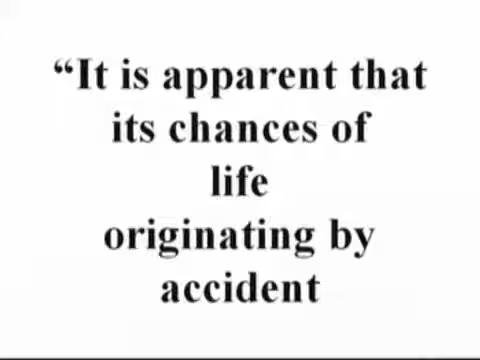 “It is apparent that
its chances of
life
originating by
accident